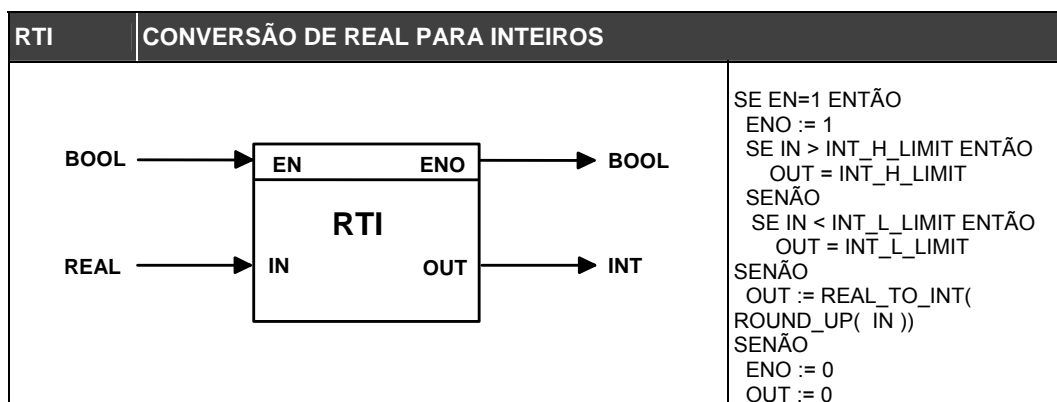 RTI CONVERSÃO DE REAL PARA INTEIROS
BOOL EN ENO BOOL
RTI
REAL IN OUT INT
SE EN=1 ENTÃO
ENO := 1
SE IN > INT_H_LIMIT ENTÃO
OUT = INT_H_LIMIT
SENÃO
SE IN < INT_L_LIMIT ENTÃO
OUT = INT_L_LIMIT
SENÃO
OUT := REAL_TO_INT(
ROUND_UP( IN ))
SENÃO
ENO := 0
OUT := 0